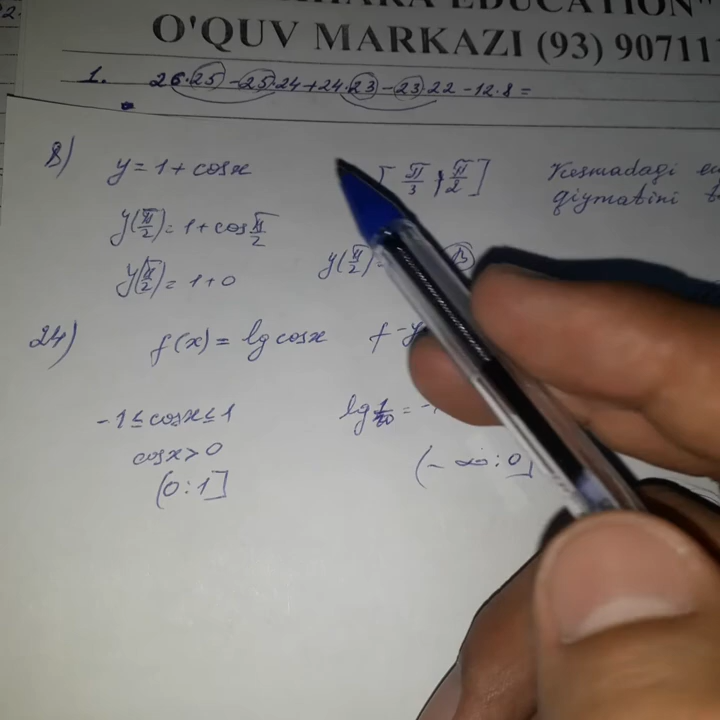 EDUCATION"
O'QUV MARKAZI (93) 90711
1. 26·25 - 25·24 + 24·23 - 23·22 - 12·8 =
8) y = 1 + cosx [π/3 ; π/2] Kesmadagi
qiymatini
y(π/2) = 1 + cos π/2
y(π/2) = 1 + 0 y(π/2) = B
24) f(x) = lg cosx f -y
-1 ≤ cosx ≤ 1 lg 1/10 = -
cosx > 0 (-∞ : 0]
(0 : 1]